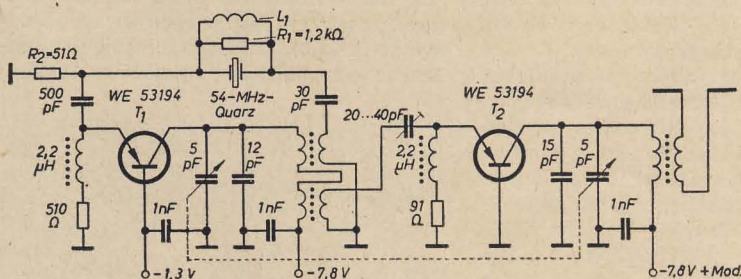 L1
R1=1,2kΩ
R2=51Ω
500
pF
WE 53194
T1
54-MHz-
Quarz
30
pF
20...40pF
WE 53194
T2
2,2
μH
5
pF
12
pF
2,2
μH
15
pF
5
pF
510
Ω
1nF
1nF
91
Ω
1nF
-1,3 V
-7,8V
-7,8V + Mod.